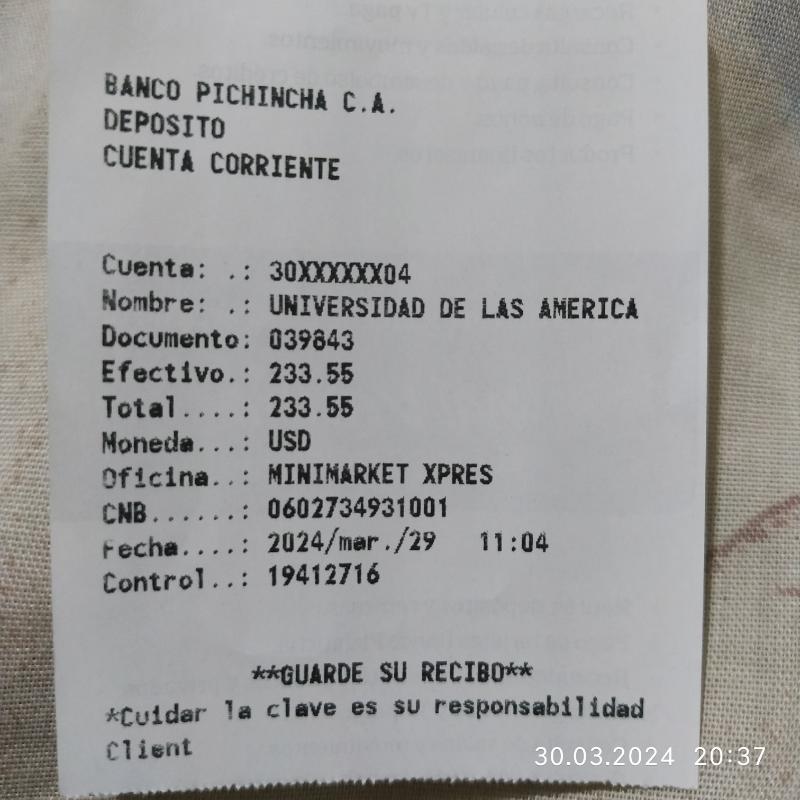 BANCO PICHINCHA C.A.
DEPOSITO
CUENTA CORRIENTE
Cuenta: .: 30XXXXXX04
Nombre: .: UNIVERSIDAD DE LAS AMERICA
Documento: 039843
Efectivo.: 233.55
Total....: 233.55
Moneda...: USD
Oficina..: MINIMARKET XPRES
CNB......: 0602734931001
Fecha....: 2024/mar./29 11:04
Control..: 19412716
**GUARDE SU RECIBO**
*Cuidar la clave es su responsabilidad
Client
30.03.2024 20:37